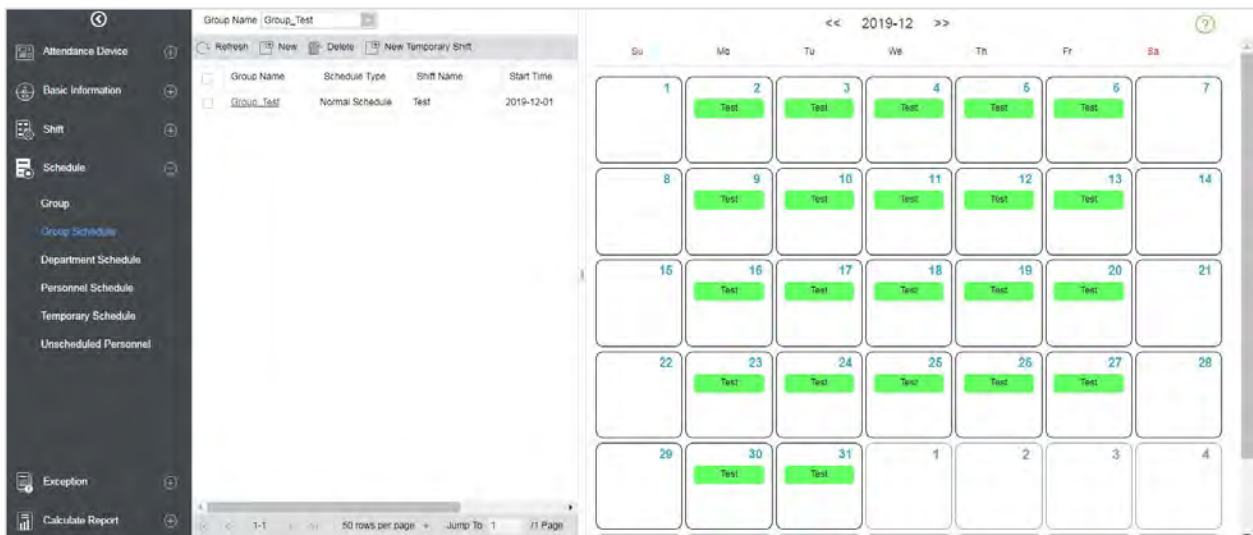 Attendance Device
Basic Information
Shift
Schedule
Group
Group Schedule
Department Schedule
Personnel Schedule
Temporary Schedule
Unscheduled Personnel
Exception
Calculate Report
Group Name Group_Test
Refresh New Delete New Temporary Shift
Group Name Schedule Type Shift Name Start Time
Group_Test Normal Schedule Test 2019-12-01
1-1 50 rows per page Jump To 1 /1 Page
<< 2019-12 >>
?
Su Mo Tu We Th Fr Sa
1 2 3 4 5 6 7
Test Test Test Test Test
8 9 10 11 12 13 14
Test Test Test Test Test
15 16 17 18 19 20 21
Test Test Test Test Test
22 23 24 25 26 27 28
Test Test Test Test Test
29 30 31 1 2 3 4
Test Test